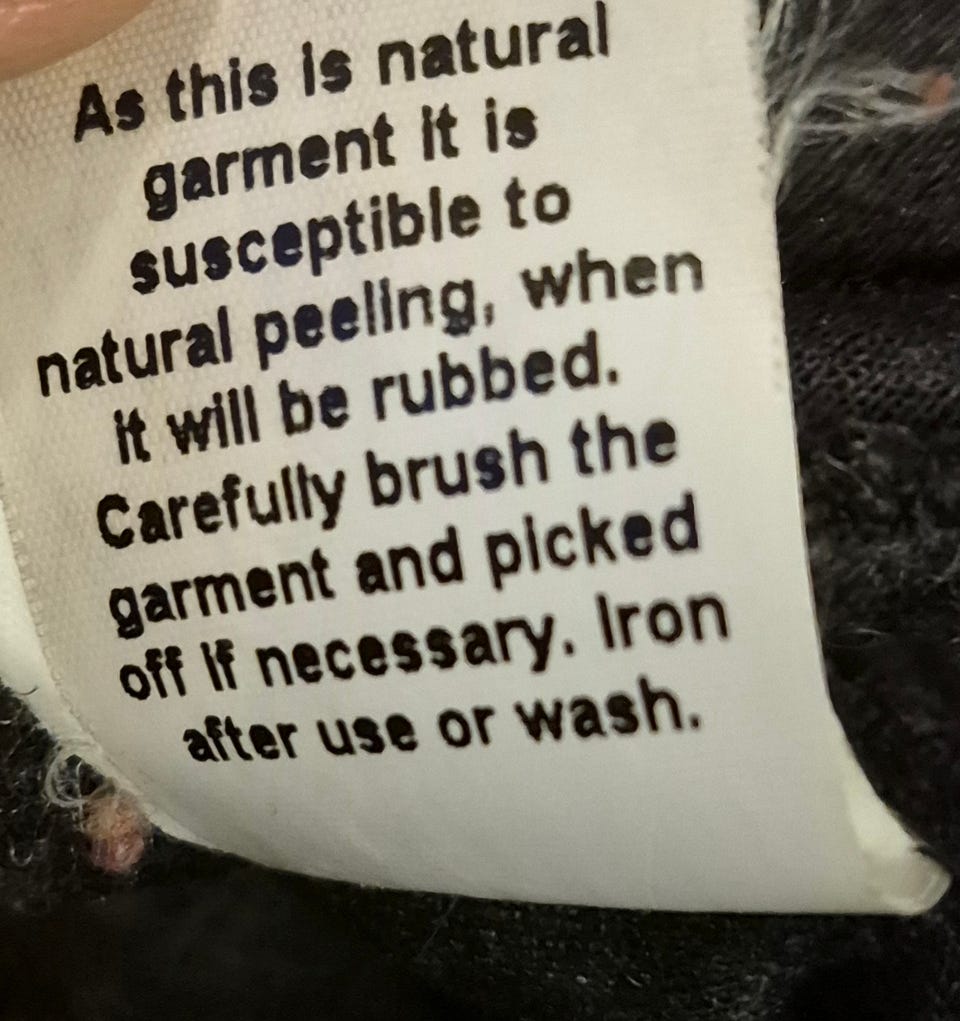 As this is natural
garment it is
susceptible to
natural peeling, when
it will be rubbed.
Carefully brush the
garment and picked
off if necessary. Iron
after use or wash.